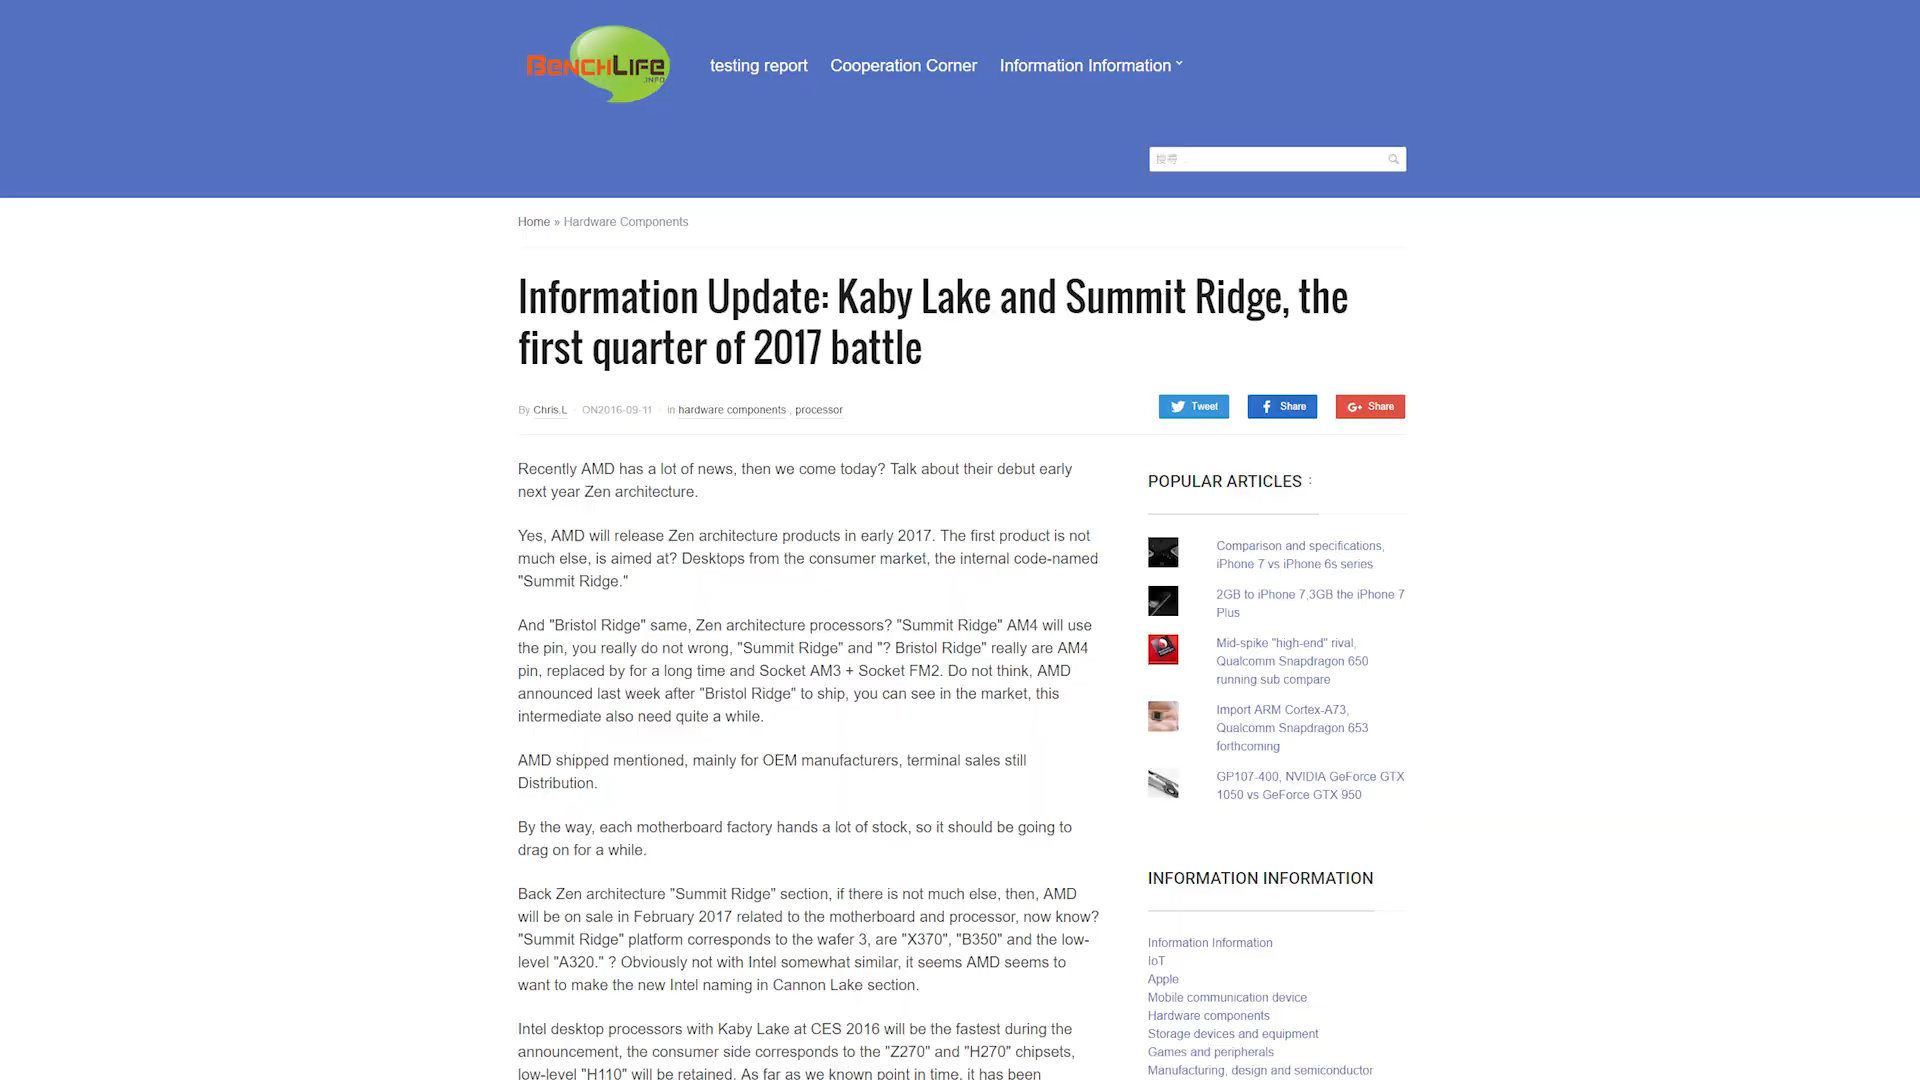 BENCHLIFE
.INFO
testing report
Cooperation Corner
Information Information
搜尋 ...
Home » Hardware Components
Information Update: Kaby Lake and Summit Ridge, the
first quarter of 2017 battle
By Chris.L · ON2016-09-11 · in hardware components , processor
Tweet
Share
Share
Recently AMD has a lot of news, then we come today? Talk about their debut early
next year Zen architecture.
Yes, AMD will release Zen architecture products in early 2017. The first product is not
much else, is aimed at? Desktops from the consumer market, the internal code-named
"Summit Ridge."
And "Bristol Ridge" same, Zen architecture processors? "Summit Ridge" AM4 will use
the pin, you really do not wrong, "Summit Ridge" and "? Bristol Ridge" really are AM4
pin, replaced by for a long time and Socket AM3 + Socket FM2. Do not think, AMD
announced last week after "Bristol Ridge" to ship, you can see in the market, this
intermediate also need quite a while.
AMD shipped mentioned, mainly for OEM manufacturers, terminal sales still
Distribution.
By the way, each motherboard factory hands a lot of stock, so it should be going to
drag on for a while.
Back Zen architecture "Summit Ridge" section, if there is not much else, then, AMD
will be on sale in February 2017 related to the motherboard and processor, now know?
"Summit Ridge" platform corresponds to the wafer 3, are "X370", "B350" and the low-
level "A320." ? Obviously not with Intel somewhat similar, it seems AMD seems to
want to make the new Intel naming in Cannon Lake section.
Intel desktop processors with Kaby Lake at CES 2016 will be the fastest during the
announcement, the consumer side corresponds to the "Z270" and "H270" chipsets,
low-level "H110" will be retained. As far as we known point in time, it has been
POPULAR ARTICLES :
Comparison and specifications,
iPhone 7 vs iPhone 6s series
2GB to iPhone 7,3GB the iPhone 7
Plus
Mid-spike "high-end" rival,
Qualcomm Snapdragon 650
running sub compare
Import ARM Cortex-A73,
Qualcomm Snapdragon 653
forthcoming
GP107-400, NVIDIA GeForce GTX
1050 vs GeForce GTX 950
INFORMATION INFORMATION
Information Information
IoT
Apple
Mobile communication device
Hardware components
Storage devices and equipment
Games and peripherals
Manufacturing, design and semiconductor